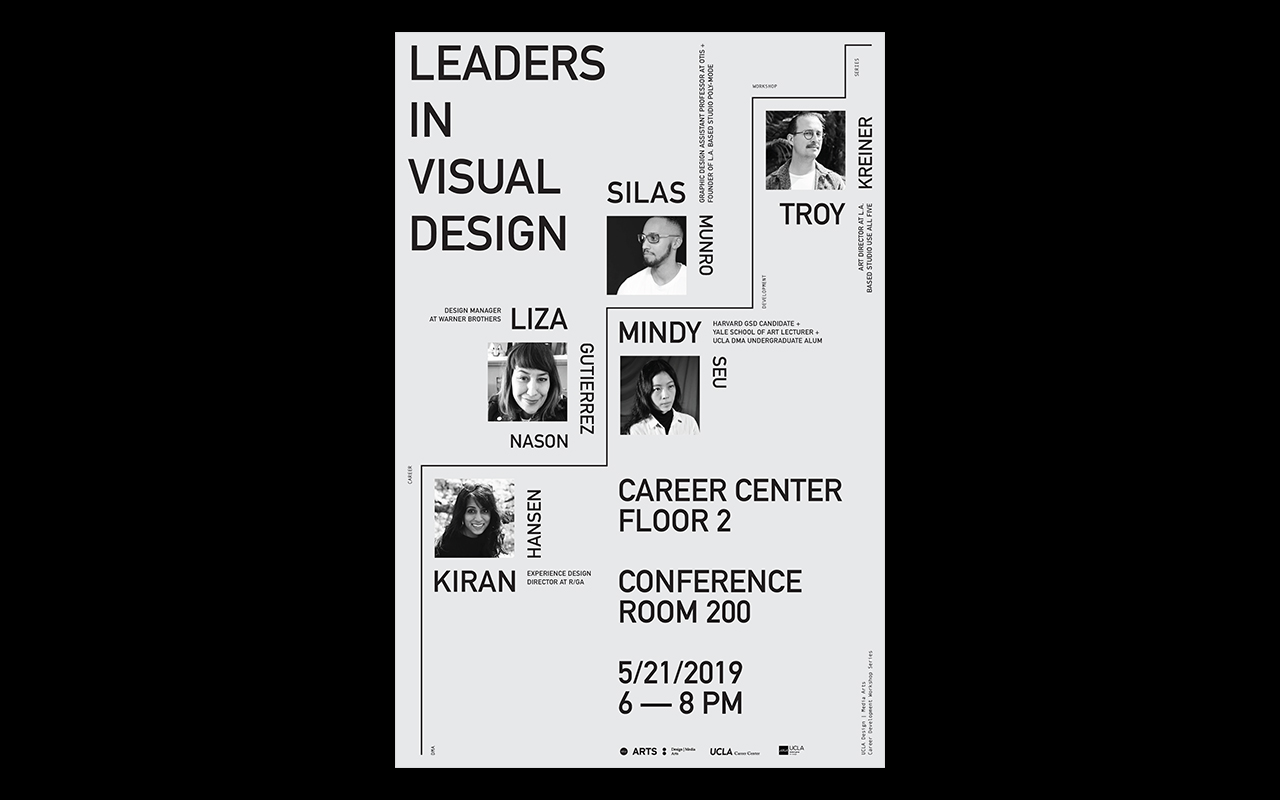 LEADERS
IN
VISUAL
DESIGN
SILAS
MUNRO
GRAPHIC DESIGN ASSISTANT PROFESSOR AT OTIS +
FOUNDER OF L.A. BASED STUDIO POLY-MODE
WORKSHOP
SERIES
KREINER
TROY
ART DIRECTOR AT L.A.
BASED STUDIO USE ALL FIVE
DEVELOPMENT
DESIGN MANAGER
AT WARNER BROTHERS
LIZA
GUTIERREZ
NASON
MINDY
SEU
HARVARD GSD CANDIDATE +
YALE SCHOOL OF ART LECTURER +
UCLA DMA UNDERGRADUATE ALUM
CAREER
HANSEN
KIRAN
EXPERIENCE DESIGN
DIRECTOR AT R/GA
CAREER CENTER
FLOOR 2
CONFERENCE
ROOM 200
5/21/2019
6 — 8 PM
DMA
ARTS
Design | Media
Arts
UCLA Career Center
UCLA
UCLA Design | Media Arts
Career Development Workshop Series